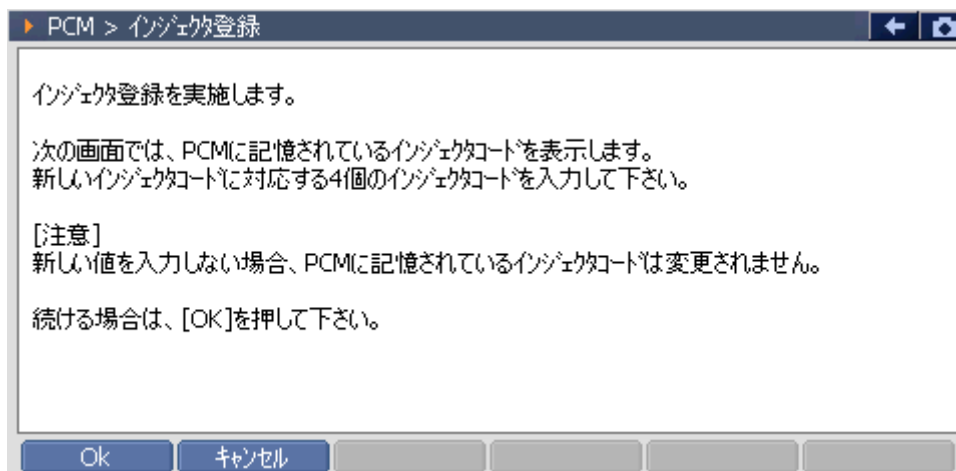 PCM > インジェクタ登録
インジェクタ登録を実施します。
次の画面では、PCMに記憶されているインジェクタコードを表示します。
新しいインジェクタコードに対応する4個のインジェクタコードを入力して下さい。
[注意]
新しい値を入力しない場合、PCMに記憶されているインジェクタコードは変更されません。
続ける場合は、[OK]を押して下さい。
Ok キャンセル